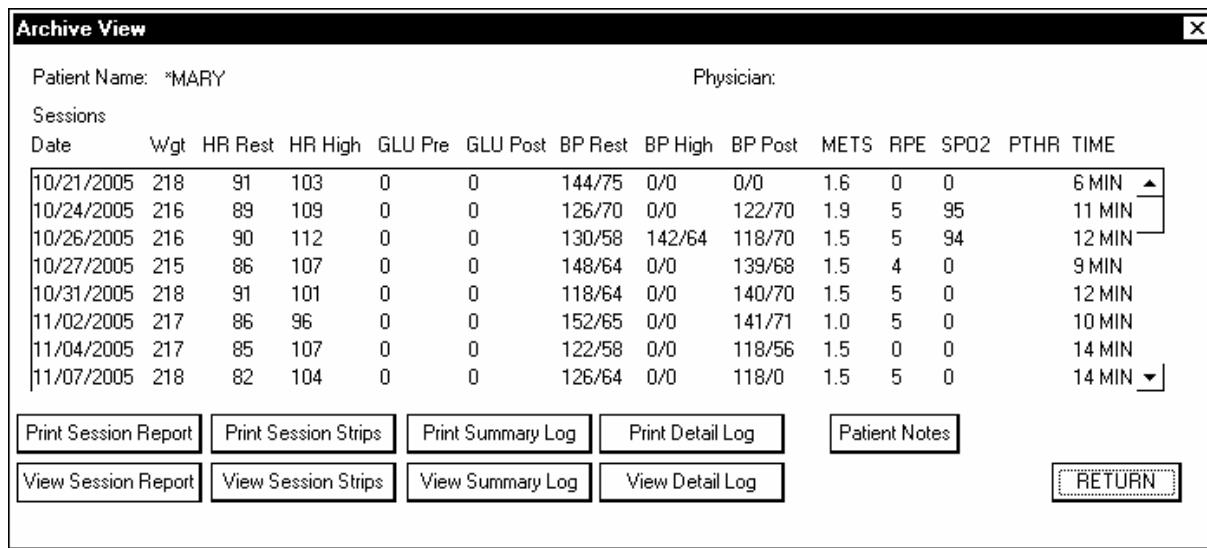 Archive View
Patient Name: *MARY Physician:
Sessions
Date Wgt HR Rest HR High GLU Pre GLU Post BP Rest BP High BP Post METS RPE SPO2 PTHR TIME
10/21/2005 218 91 103 0 0 144/75 0/0 0/0 1.6 0 0 6 MIN
10/24/2005 216 89 109 0 0 126/70 0/0 122/70 1.9 5 95 11 MIN
10/26/2005 216 90 112 0 0 130/58 142/64 118/70 1.5 5 94 12 MIN
10/27/2005 215 86 107 0 0 148/64 0/0 139/68 1.5 4 0 9 MIN
10/31/2005 218 91 101 0 0 118/64 0/0 140/70 1.5 5 0 12 MIN
11/02/2005 217 86 96 0 0 152/65 0/0 141/71 1.0 5 0 10 MIN
11/04/2005 217 85 107 0 0 122/58 0/0 118/56 1.5 0 0 14 MIN
11/07/2005 218 82 104 0 0 126/64 0/0 118/0 1.5 5 0 14 MIN
Print Session Report Print Session Strips Print Summary Log Print Detail Log Patient Notes
View Session Report View Session Strips View Summary Log View Detail Log RETURN